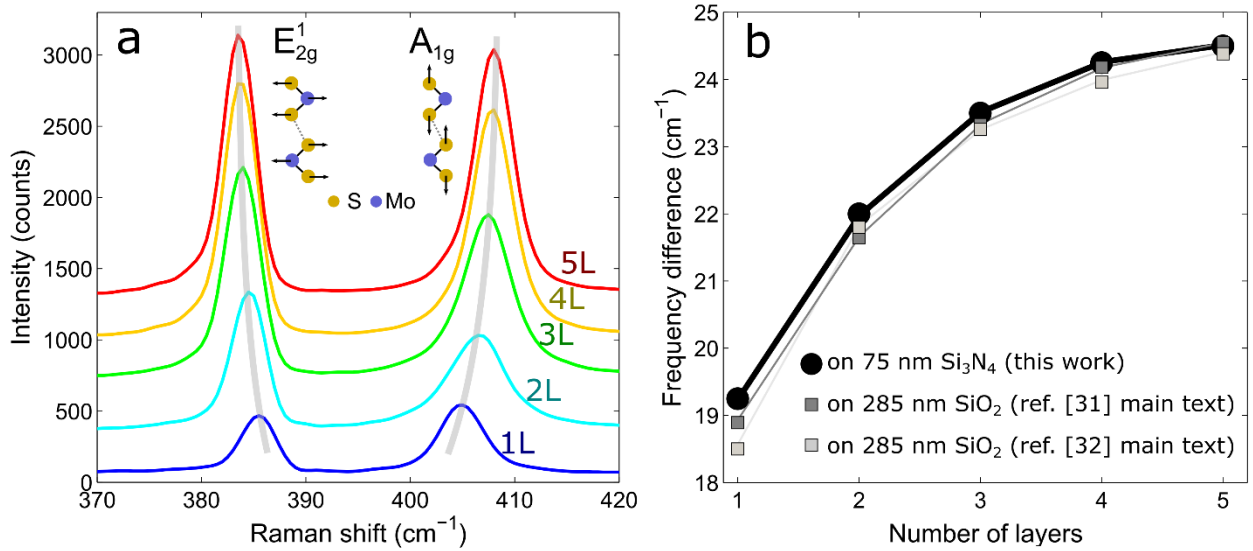 a
E¹₂g
A₁g
S
Mo
5L
4L
3L
2L
1L
Intensity (counts)
3000
2500
2000
1500
1000
500
0
370
380
390
400
410
420
Raman shift (cm⁻¹)
b
Frequency difference (cm⁻¹)
25
24
23
22
21
20
19
18
on 75 nm Si₃N₄ (this work)
on 285 nm SiO₂ (ref. [31] main text)
on 285 nm SiO₂ (ref. [32] main text)
1
2
3
4
5
Number of layers